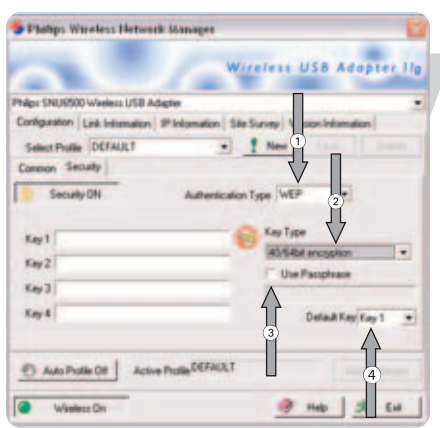 Philips Wireless Network Manager
Wireless USB Adapter 11g
Philips SNU6500 Wireless USB Adapter
Configuration Link Information IP Information Site Survey Version Information
Select Profile DEFAULT New
1
Common Security
Security ON Authentication Type WEP
2
Key 1 Key Type
40/64bit encryption
Key 2 Use Passphrase
Key 3
Key 4 Default Key Key 1
3
Auto Profile Off Active Profile DEFAULT
4
Wireless On Help Exit